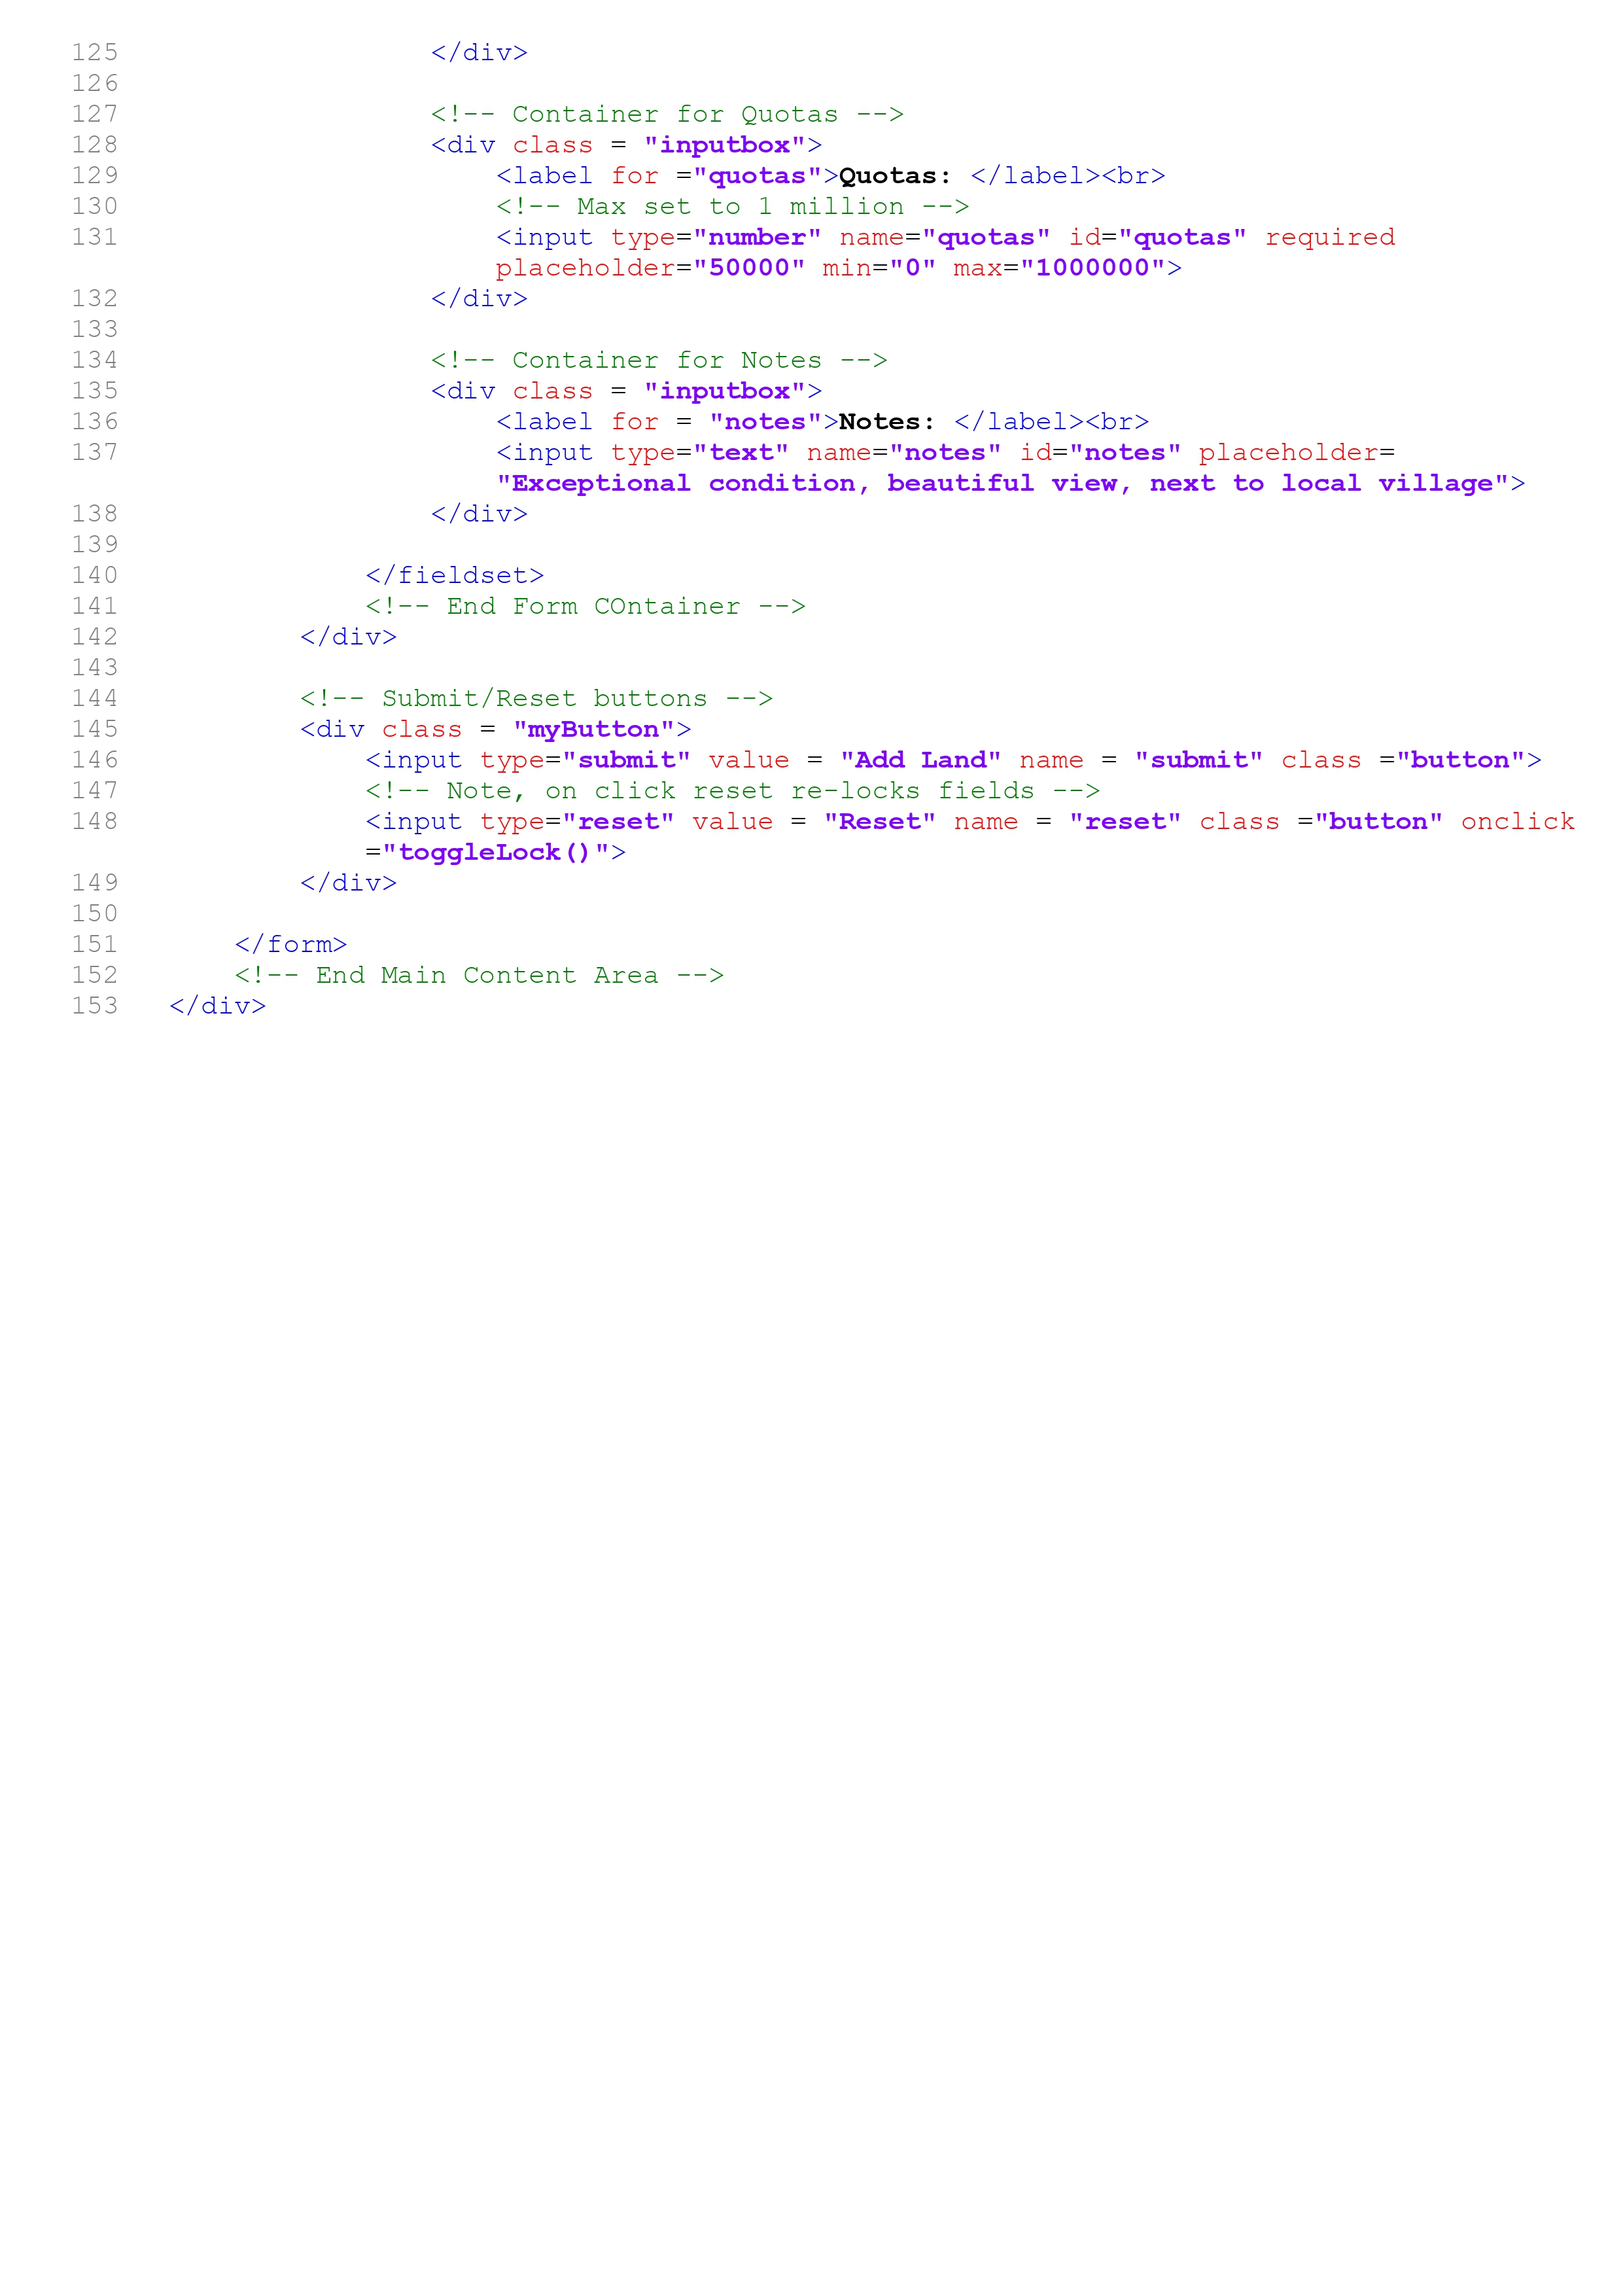 125 </div>
126
127 <!-- Container for Quotas -->
128 <div class = "inputbox">
129 <label for ="quotas">Quotas: </label><br>
130 <!-- Max set to 1 million -->
131 <input type="number" name="quotas" id="quotas" required
placeholder="50000" min="0" max="1000000">
132 </div>
133
134 <!-- Container for Notes -->
135 <div class = "inputbox">
136 <label for = "notes">Notes: </label><br>
137 <input type="text" name="notes" id="notes" placeholder=
"Exceptional condition, beautiful view, next to local village">
138 </div>
139
140 </fieldset>
141 <!-- End Form COntainer -->
142 </div>
143
144 <!-- Submit/Reset buttons -->
145 <div class = "myButton">
146 <input type="submit" value = "Add Land" name = "submit" class ="button">
147 <!-- Note, on click reset re-locks fields -->
148 <input type="reset" value = "Reset" name = "reset" class ="button" onclick
="toggleLock()">
149 </div>
150
151 </form>
152 <!-- End Main Content Area -->
153 </div>